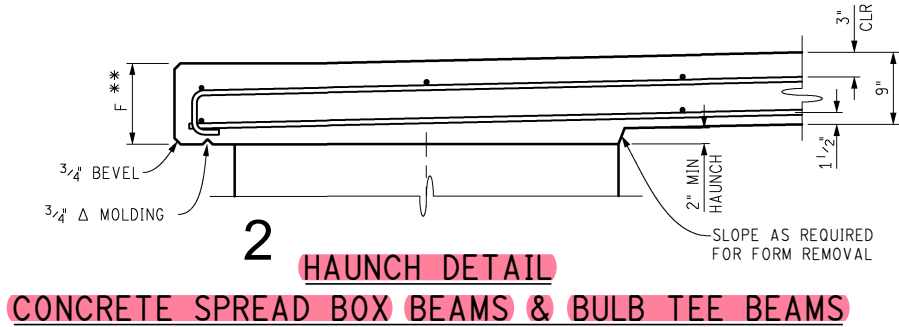 3" CLR
F **
9"
1 1/2"
3/4" BEVEL
2" MIN HAUNCH
3/4" Δ MOLDING
SLOPE AS REQUIRED
FOR FORM REMOVAL
2
HAUNCH DETAIL
CONCRETE SPREAD BOX BEAMS & BULB TEE BEAMS